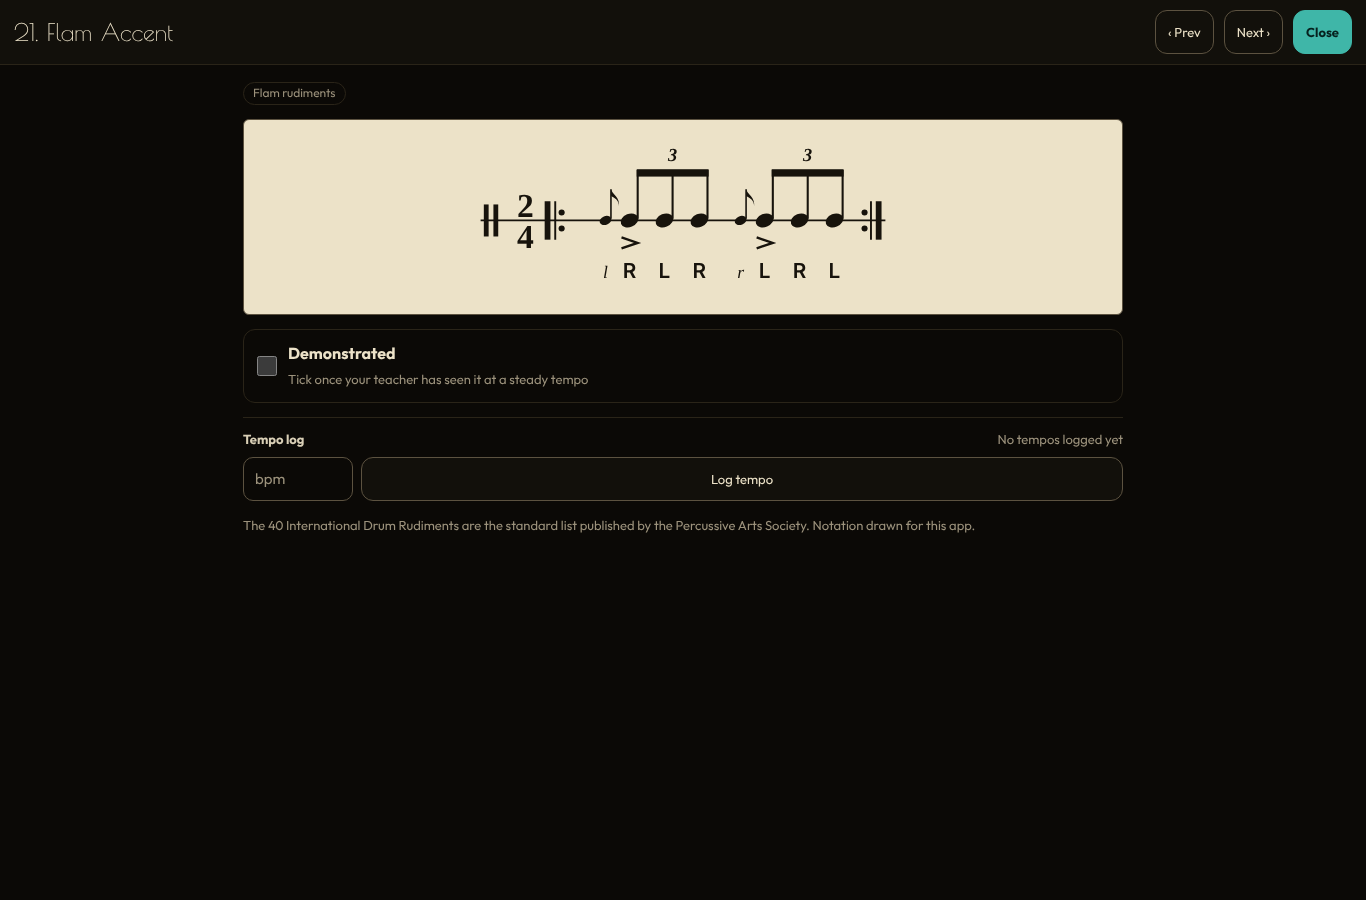 21. Flam Accent
‹ Prev
Next ›
Close
Flam rudiments
3 3
2
4
l R L R r L R L
Demonstrated
Tick once your teacher has seen it at a steady tempo
Tempo log
No tempos logged yet
bpm
Log tempo
The 40 International Drum Rudiments are the standard list published by the Percussive Arts Society. Notation drawn for this app.